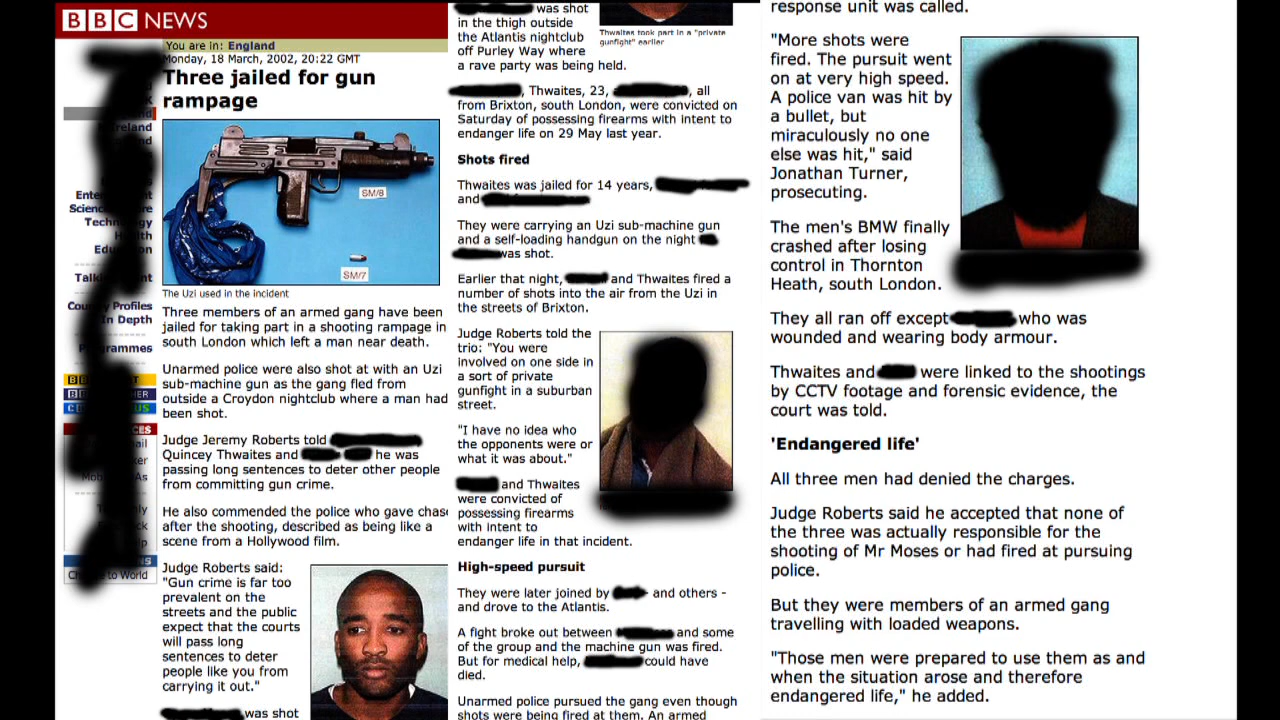 BBC NEWS
You are in: England
Monday, 18 March, 2002, 20:22 GMT
Three jailed for gun
rampage
SM/8
SM/7
The Uzi used in the incident
Three members of an armed gang have been
jailed for taking part in a shooting rampage in
south London which left a man near death.
Unarmed police were also shot at with an Uzi
sub-machine gun as the gang fled from
outside a Croydon nightclub where a man had
been shot.
Judge Jeremy Roberts told
Quincey Thwaites and he was
passing long sentences to deter other people
from committing gun crime.
He also commended the police who gave
after the shooting, described as being like a
scene from a Hollywood film.
Judge Roberts said:
"Gun crime is far too
prevalent on the
streets and the public
expect that the courts
will pass long
sentences to deter
people like you from
carrying it out."
was shot
Programmes
to World
was shot
in the thigh outside
the Atlantis nightclub
off Purley Way where
a rave party was being held.
Thwaites took part in a "private
gunfight" earlier
, Thwaites, 23, , all
from Brixton, south London, were convicted on
Saturday of possessing firearms with intent to
endanger life on 29 May last year.
Shots fired
Thwaites was jailed for 14 years,
and
They were carrying an Uzi sub-machine gun
and a self-loading handgun on the night
was shot.
Earlier that night, and Thwaites fired a
number of shots into the air from the Uzi in
the streets of Brixton.
Judge Roberts told the
trio: "You were
involved on one side in
a sort of private
gunfight in a suburban
street.
"I have no idea who
the opponents were or
what it was about."
and Thwaites
were convicted of
possessing firearms
with intent to
endanger life in that incident.
High-speed pursuit
They were later joined by and others -
and drove to the Atlantis.
A fight broke out between and some
of the group and the machine gun was fired.
But for medical help, could have
died.
Unarmed police pursued the gang even though
shots were being fired at them. An armed
response unit was called.
"More shots were
fired. The pursuit went
on at very high speed.
A police van was hit by
a bullet, but
miraculously no one
else was hit," said
Jonathan Turner,
prosecuting.
The men's BMW finally
crashed after losing
control in Thornton
Heath, south London.
They all ran off except who was
wounded and wearing body armour.
Thwaites and were linked to the shootings
by CCTV footage and forensic evidence, the
court was told.
'Endangered life'
All three men had denied the charges.
Judge Roberts said he accepted that none of
the three was actually responsible for the
shooting of Mr Moses or had fired at pursuing
police.
But they were members of an armed gang
travelling with loaded weapons.
"Those men were prepared to use them as and
when the situation arose and therefore
endangered life," he added.